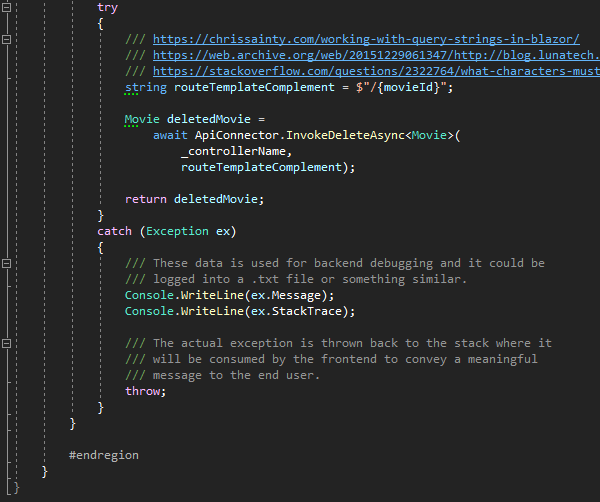 try
{
/// https://chrissainty.com/working-with-query-strings-in-blazor/
/// https://web.archive.org/web/20151229061347/http://blog.lunatech.
/// https://stackoverflow.com/questions/2322764/what-characters-must
string routeTemplateComplement = $"/{movieId}";
Movie deletedMovie =
await ApiConnector.InvokeDeleteAsync<Movie>(
_controllerName,
routeTemplateComplement);
return deletedMovie;
}
catch (Exception ex)
{
/// These data is used for backend debugging and it could be
/// logged into a .txt file or something similar.
Console.WriteLine(ex.Message);
Console.WriteLine(ex.StackTrace);
/// The actual exception is thrown back to the stack where it
/// will be consumed by the frontend to convey a meaningful
/// message to the end user.
throw;
}
}
#endregion
}
}